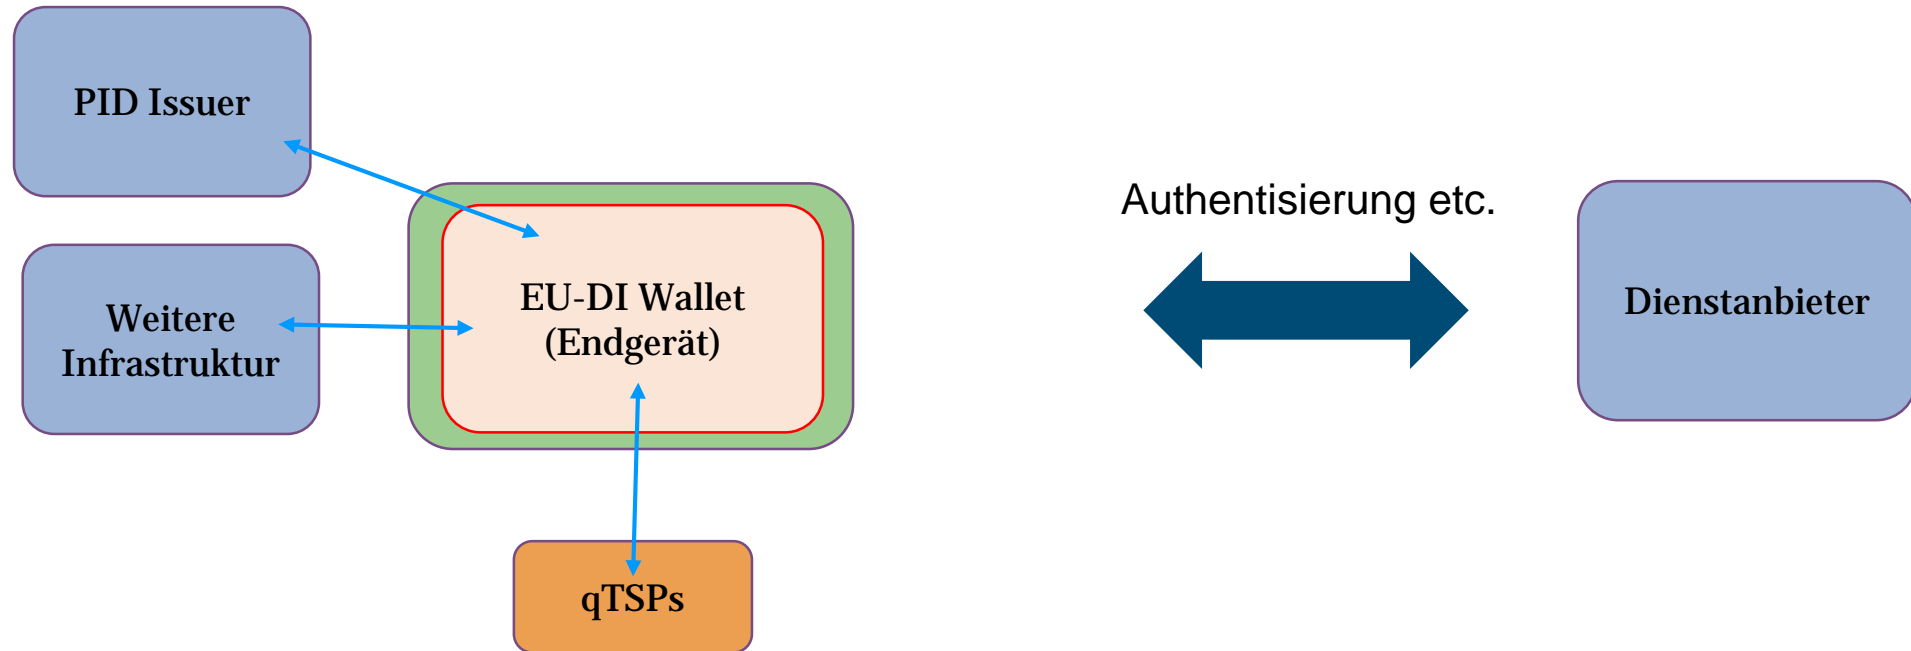 PID Issuer
Weitere
Infrastruktur
EU-DI Wallet
(Endgerät)
qTSPs
Authentisierung etc.
Dienstanbieter